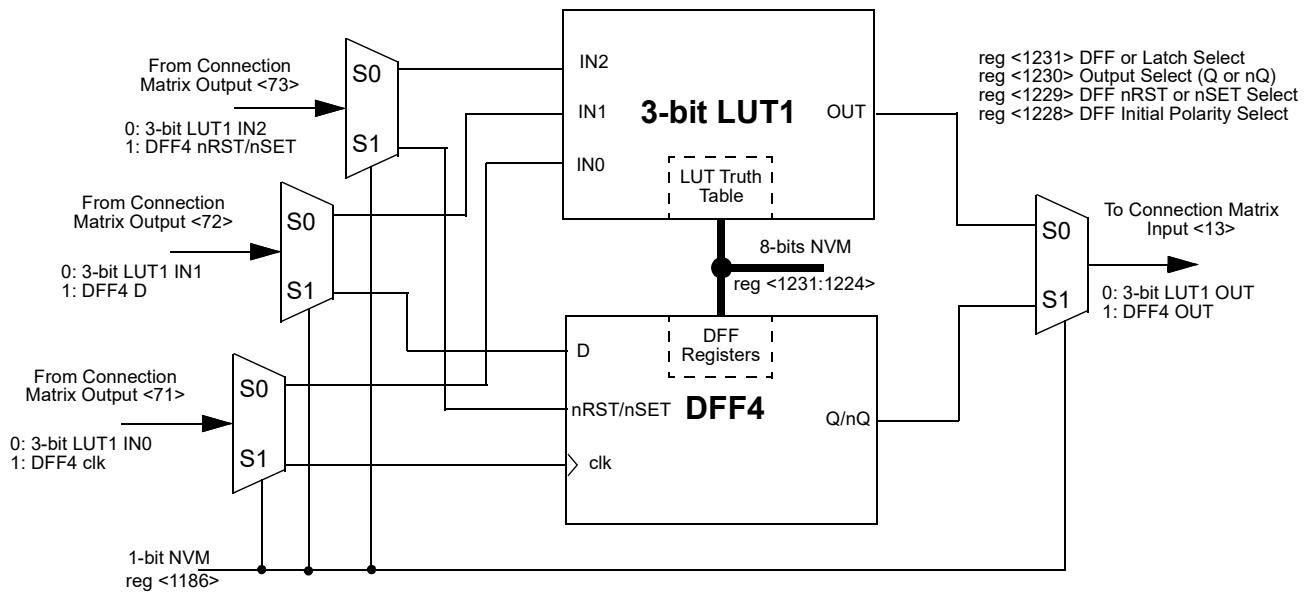 From Connection
Matrix Output <73>
0: 3-bit LUT1 IN2
1: DFF4 nRST/nSET
S0
S1
From Connection
Matrix Output <72>
0: 3-bit LUT1 IN1
1: DFF4 D
S0
S1
From Connection
Matrix Output <71>
0: 3-bit LUT1 IN0
1: DFF4 clk
S0
S1
1-bit NVM
reg <1186>
IN2
IN1
IN0
3-bit LUT1
OUT
LUT Truth
Table
8-bits NVM
reg <1231:1224>
DFF
Registers
D
nRST/nSET
DFF4
Q/nQ
clk
reg <1231> DFF or Latch Select
reg <1230> Output Select (Q or nQ)
reg <1229> DFF nRST or nSET Select
reg <1228> DFF Initial Polarity Select
S0
S1
To Connection Matrix
Input <13>
0: 3-bit LUT1 OUT
1: DFF4 OUT